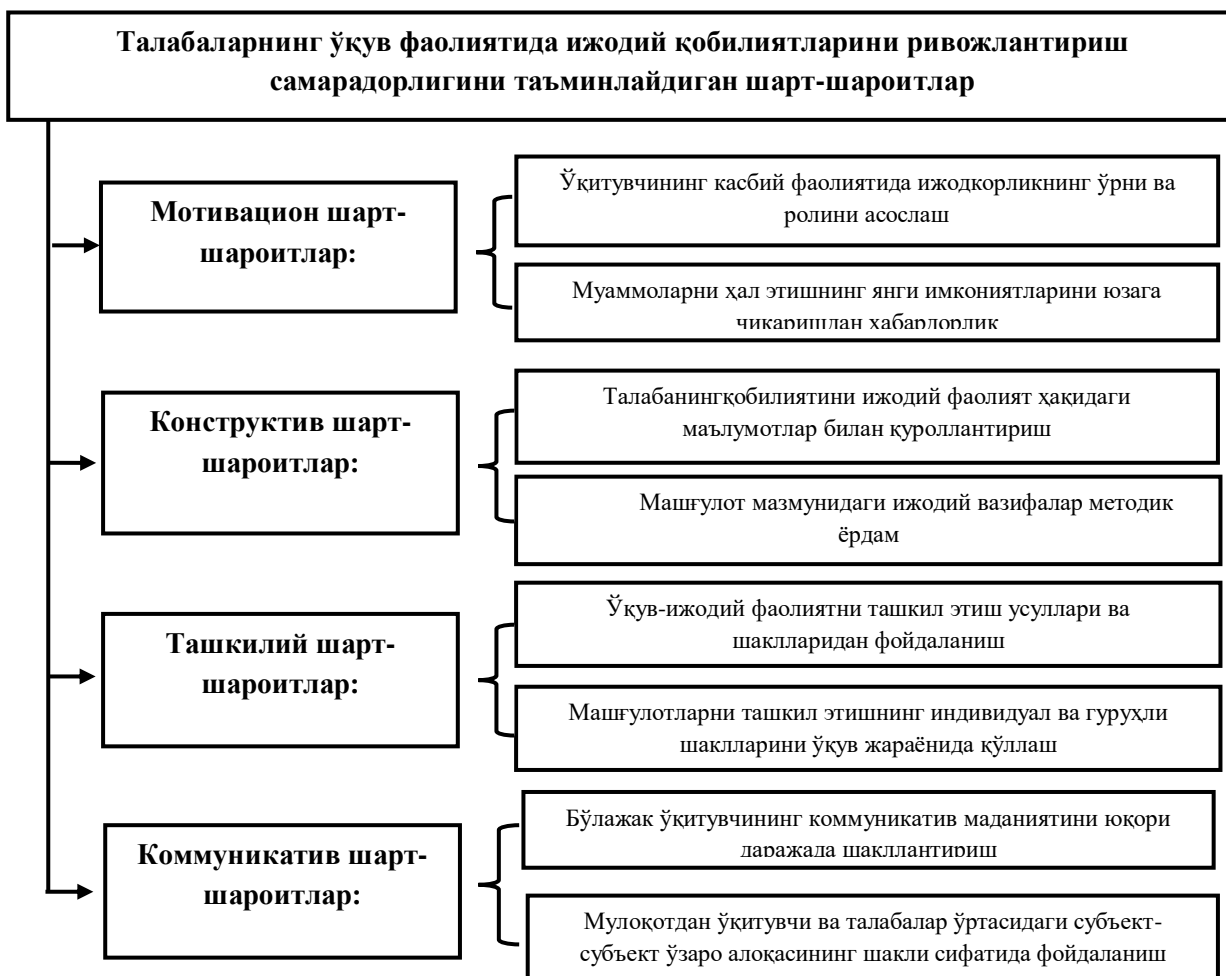 Талабаларнинг ўқув фаолиятида ижодий қобилиятларини ривожлантириш
самарадорлигини таъминлайдиган шарт-шароитлар
Мотивацион шарт-
шароитлар:
Ўқитувчининг касбий фаолиятида ижодкорликнинг ўрни ва
ролини асослаш
Муаммоларни ҳал этишнинг янги имкониятларини юзага
чиқаришдан хабардорлик
Конструктив шарт-
шароитлар:
Талабанингқобилиятини ижодий фаолият ҳақидаги
маълумотлар билан қуроллантириш
Машғулот мазмунидаги ижодий вазифалар методик
ёрдам
Ташкилий шарт-
шароитлар:
Ўқув-ижодий фаолиятни ташкил этиш усуллари ва
шаклларидан фойдаланиш
Машғулотларни ташкил этишнинг индивидуал ва гуруҳли
шаклларини ўқув жараёнида қўллаш
Коммуникатив шарт-
шароитлар:
Бўлажак ўқитувчининг коммуникатив маданиятини юқори
даражада шакллантириш
Мулоқотдан ўқитувчи ва талабалар ўртасидаги субъект-
субъект ўзаро алоқасининг шакли сифатида фойдаланиш